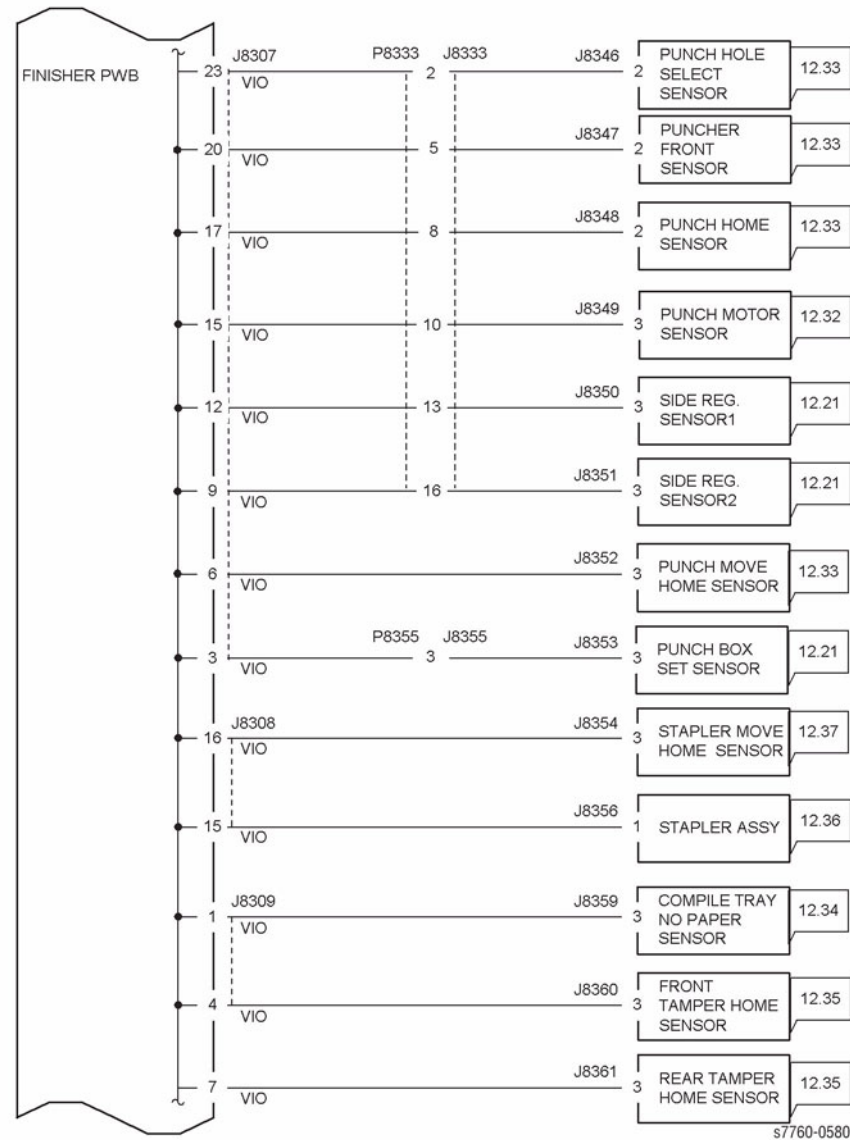 FINISHER PWB
23 J8307 VIO P8333 2 J8333 J8346 2 PUNCH HOLE SELECT SENSOR 12.33
20 VIO 5 J8347 2 PUNCHER FRONT SENSOR 12.33
17 VIO 8 J8348 2 PUNCH HOME SENSOR 12.33
15 VIO 10 J8349 3 PUNCH MOTOR SENSOR 12.32
12 VIO 13 J8350 3 SIDE REG. SENSOR1 12.21
9 VIO 16 J8351 3 SIDE REG. SENSOR2 12.21
6 VIO J8352 3 PUNCH MOVE HOME SENSOR 12.33
3 VIO P8355 3 J8355 J8353 3 PUNCH BOX SET SENSOR 12.21
16 J8308 VIO J8354 3 STAPLER MOVE HOME SENSOR 12.37
15 VIO J8356 1 STAPLER ASSY 12.36
1 J8309 VIO J8359 3 COMPILE TRAY NO PAPER SENSOR 12.34
4 VIO J8360 3 FRONT TAMPER HOME SENSOR 12.35
7 VIO J8361 3 REAR TAMPER HOME SENSOR 12.35
s7760-0580